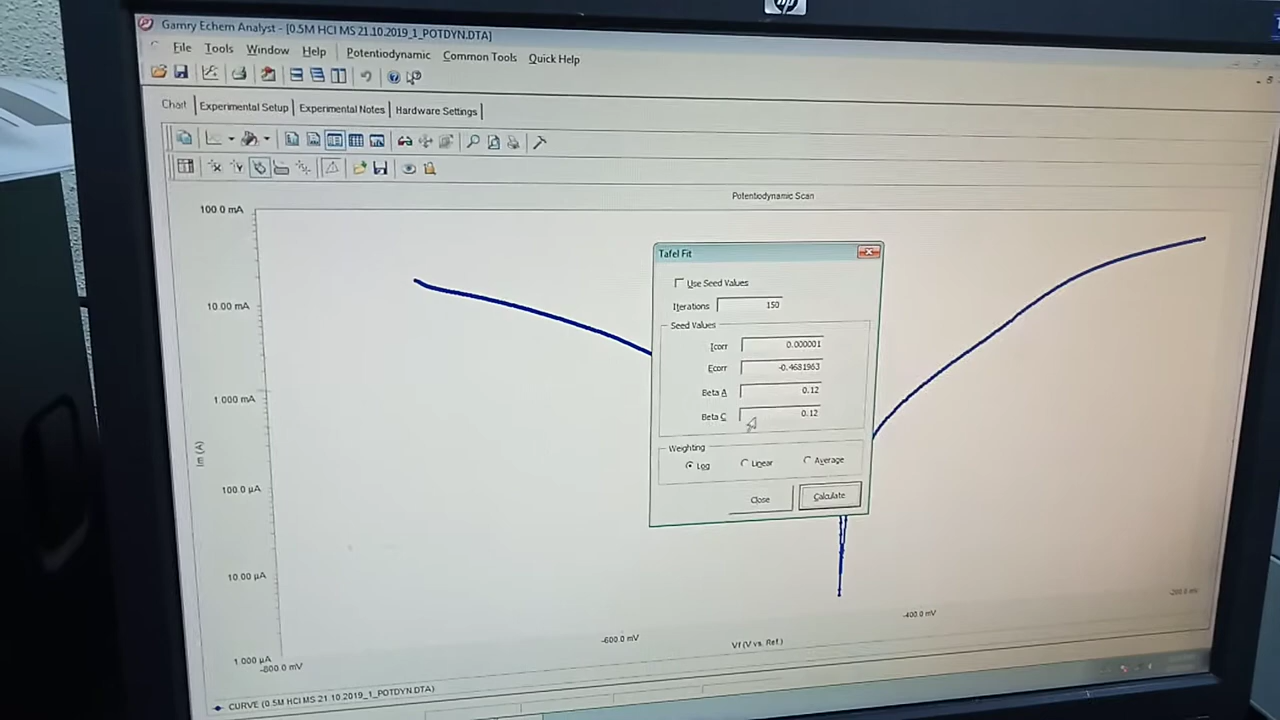 hp
Gamry Echem Analyst - [0.5M HCl MS 21.10.2019_1_POTDYN.DTA]
File Tools Window Help Potentiodynamic Common Tools Quick Help
Chart Experimental Setup Experimental Notes Hardware Settings
Potentiodynamic Scan
100.0 mA
10.00 mA
1.000 mA
100.0 µA
10.00 µA
1.000 µA
Im (A)
Tafel Fit
Use Seed Values
Iterations 150
Seed Values
Icorr 0.000001
Ecorr -0.4681963
Beta A 0.12
Beta C 0.12
Weighting
Log Linear Average
Close Calculate
-800.0 mV -600.0 mV -400.0 mV -200.0 mV
Vf (V vs. Ref.)
CURVE (0.5M HCl MS 21.10.2019_1_POTDYN.DTA)